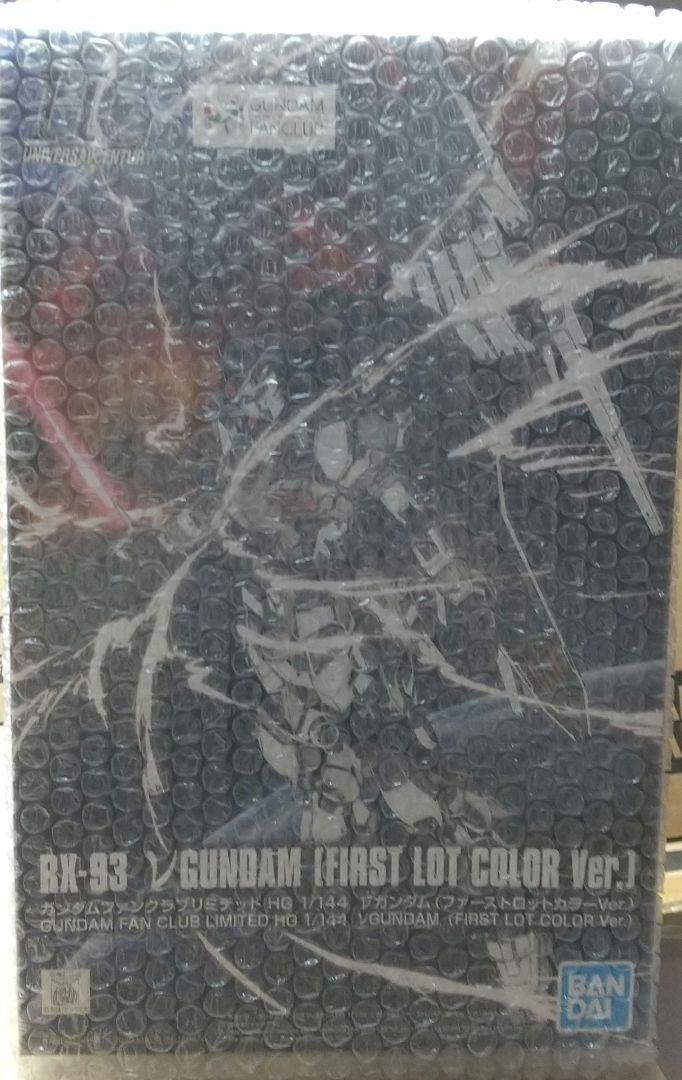 GUNDAM
FANCLUB
UNIVERSAL CENTURY
RX-93 νGUNDAM (FIRST LOT COLOR Ver.)
ガンダムファンクラブリミテッド HG 1/144 νガンダム(ファーストロットカラーVer.)
GUNDAM FAN CLUB LIMITED HG 1/144 νGUNDAM (FIRST LOT COLOR Ver.)
BAN
DAI